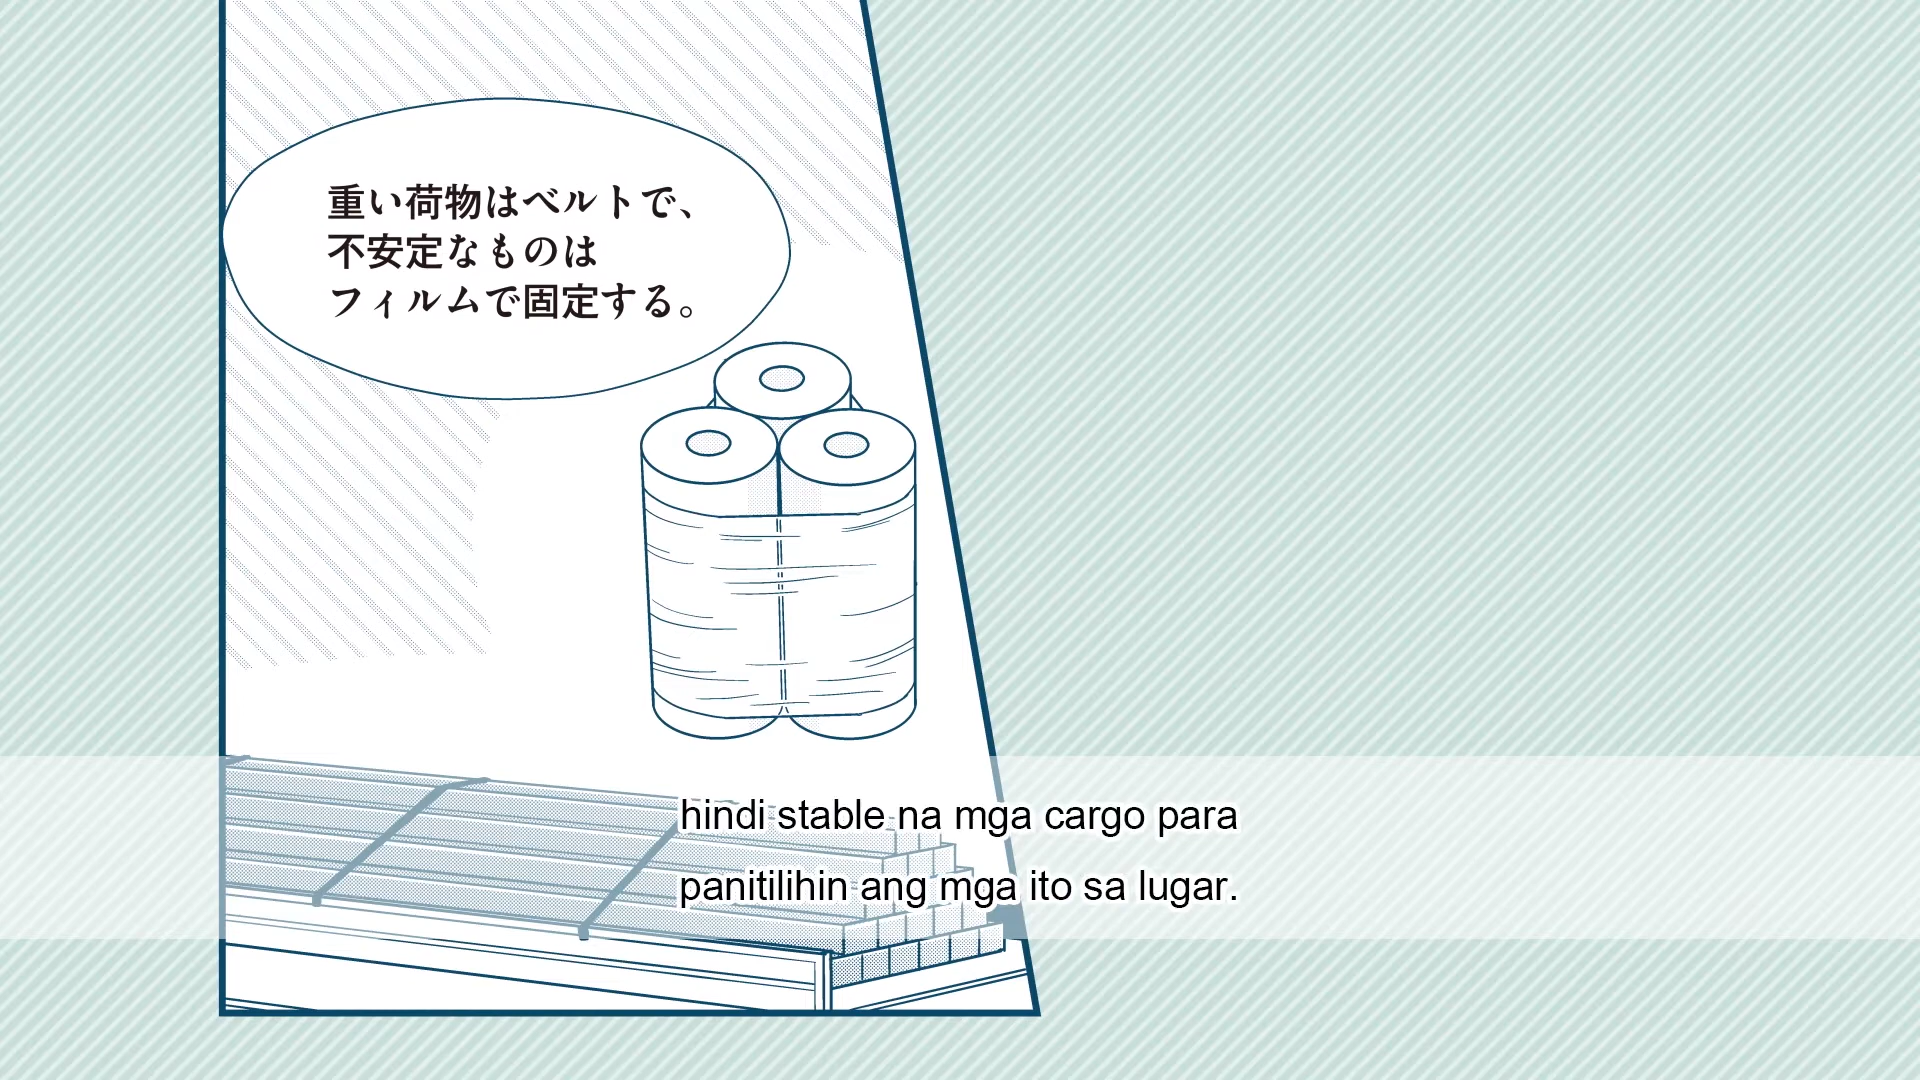 重い荷物はベルトで、
不安定なものは
フィルムで固定する。
hindi stable na mga cargo para
panitilihin ang mga ito sa lugar.